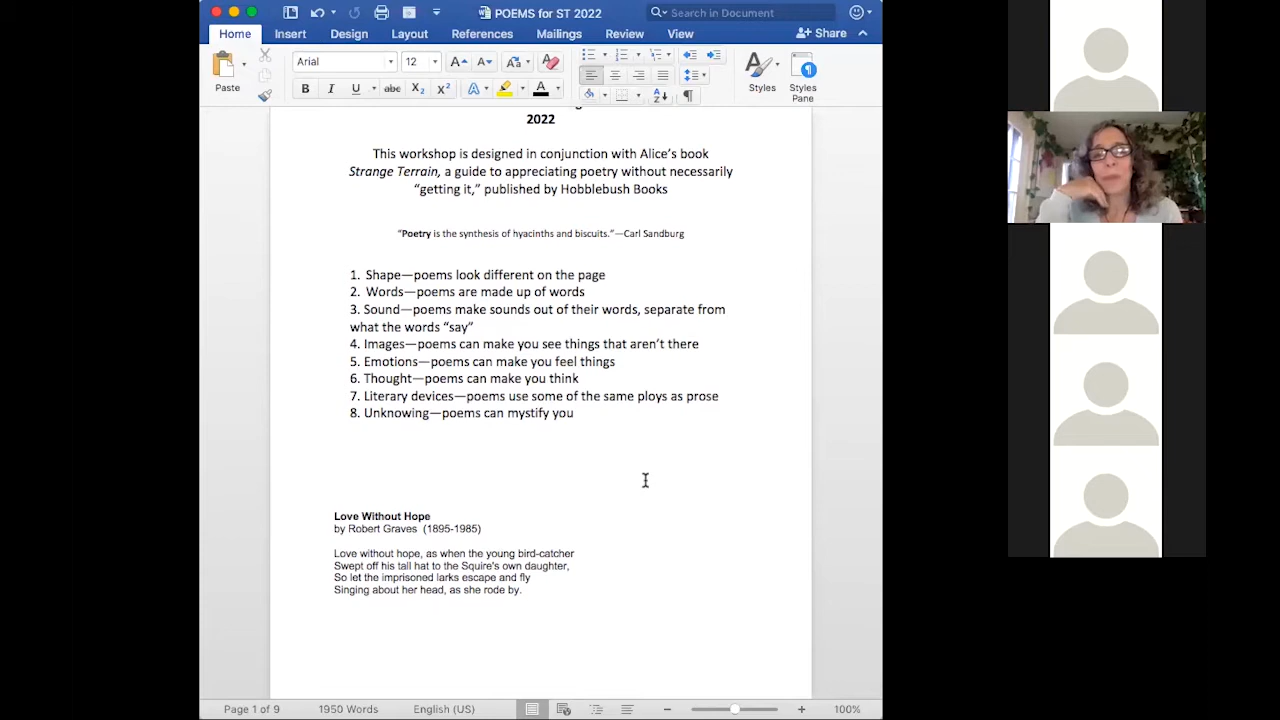 POEMS for ST 2022
Search in Document
Home Insert Design Layout References Mailings Review View Share
Paste
Arial
12
Styles
Styles Pane
2022
This workshop is designed in conjunction with Alice's book
Strange Terrain, a guide to appreciating poetry without necessarily
“getting it,” published by Hobblebush Books
“Poetry is the synthesis of hyacinths and biscuits.”—Carl Sandburg
1. Shape—poems look different on the page
2. Words—poems are made up of words
3. Sound—poems make sounds out of their words, separate from
what the words “say”
4. Images—poems can make you see things that aren't there
5. Emotions—poems can make you feel things
6. Thought—poems can make you think
7. Literary devices—poems use some of the same ploys as prose
8. Unknowing—poems can mystify you
Love Without Hope
by Robert Graves (1895-1985)
Love without hope, as when the young bird-catcher
Swept off his tall hat to the Squire's own daughter,
So let the imprisoned larks escape and fly
Singing about her head, as she rode by.
Page 1 of 9 1950 Words English (US) 100%